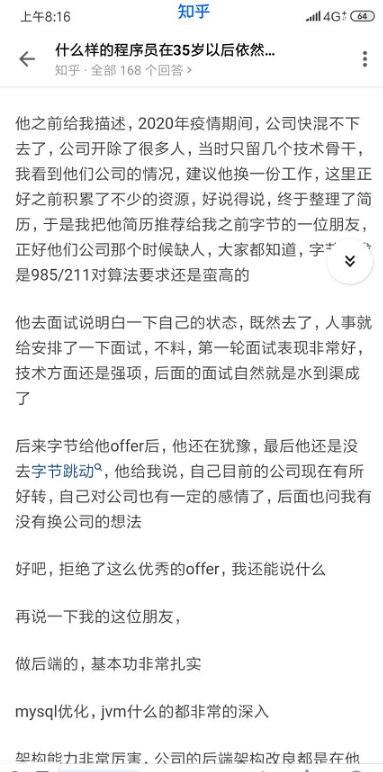 上午8:16
知乎
4G
64
什么样的程序员在35岁以后依然...
知乎 · 全部 168 个回答 >
他之前给我描述，2020年疫情期间，公司快混不下
去了，公司开除了很多人，当时只留几个技术骨干，
我看到他们公司的情况，建议他换一份工作，这里正
好之前积累了不少的资源，好说得说，终于整理了简
历，于是我把他简历推荐给我之前字节的一位朋友，
正好他们公司那个时候缺人，大家都知道，字
是985/211对算法要求还是蛮高的
他去面试说明白一下自己的状态，既然去了，人事就
给安排了一下面试，不料，第一轮面试表现非常好，
技术方面还是强项，后面的面试自然就是水到渠成
了
后来字节给他offer后，他还在犹豫，最后他还是没
去字节跳动，他给我说，自己目前的公司现在有所
好转，自己对公司也有一定的感情了，后面也问我有
没有换公司的想法
好吧，拒绝了这么优秀的offer，我还能说什么
再说一下我的这位朋友，
做后端的，基本功非常扎实
mysql优化，jvm什么的都非常的深入
架构能力非常厉害，公司的后端架构改良都是在他